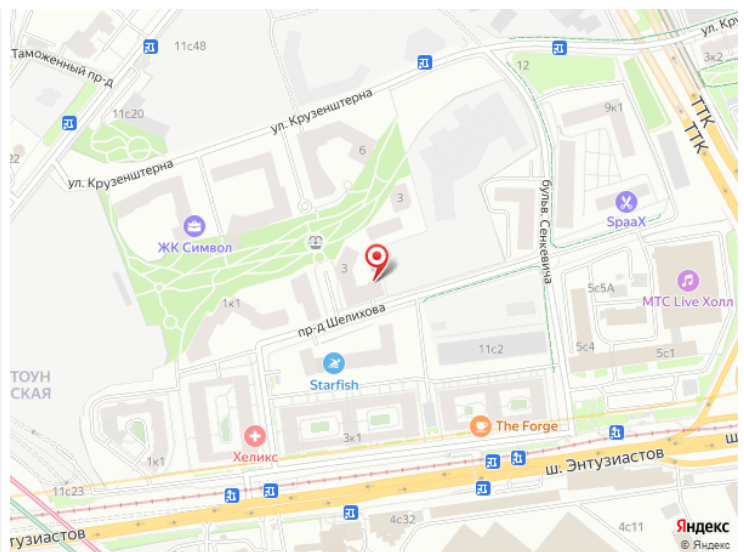 11с48
Таможенный пр-д
ул. Кру
3к2
12
ТТК
11с20
ул. Крузенштерна
9к1
ТТК
22
6
ул. Крузенштерна
3
бульв. Сенкевича
SpaaX
ЖК Символ
3
5с5А
МТС Live Холл
1к1
пр-д Шелихова
11с2
5с4
5с1
ТОУН
СКАЯ
Starfish
The Forge
3к1
Хеликс
1к1
ш. Энтузиастов
11с23
тузиастов
4с32
4с11
Яндекс
© Яндекс